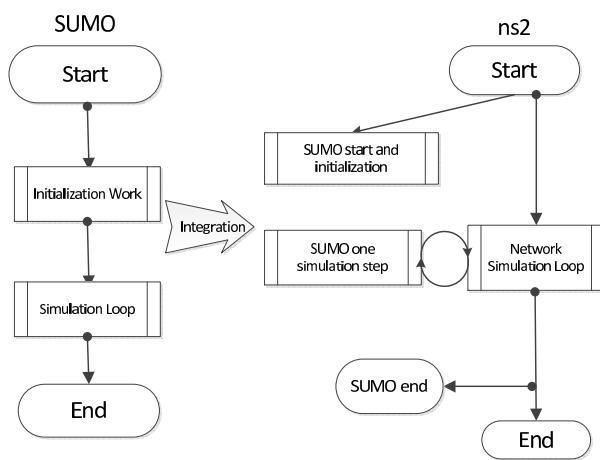 SUMO
Start
Initialization Work
Simulation Loop
End
Integration
ns2
Start
SUMO start and
initialization
SUMO one
simulation step
Network
Simulation Loop
SUMO end
End